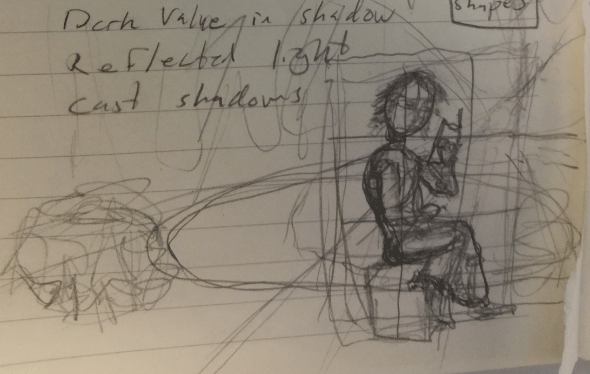 Dark Value in shadow
shapes
Reflected light
Cast shadows